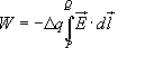 W = −Δq∫_P^Q E⃗ · dl⃗